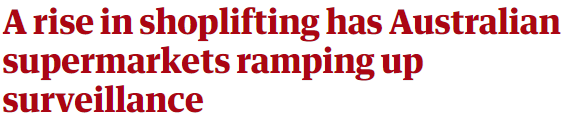 A rise in shoplifting has Australian
supermarkets ramping up
surveillance